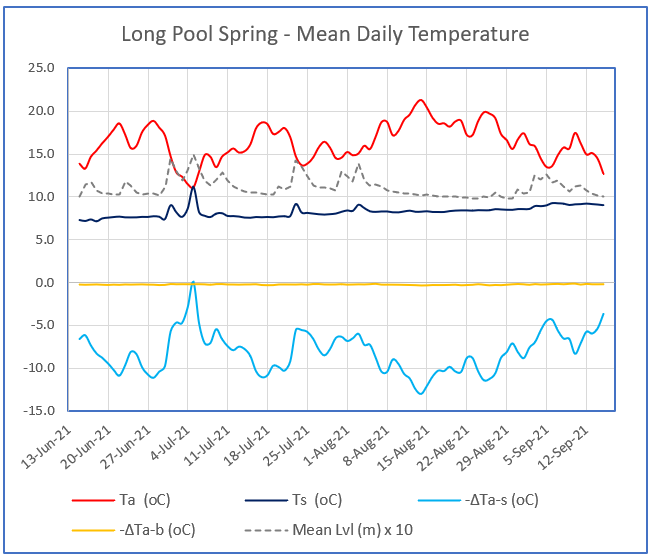 Long Pool Spring - Mean Daily Temperature
25.0
20.0
15.0
10.0
5.0
0.0
-5.0
-10.0
-15.0
13-Jun-21
20-Jun-21
27-Jun-21
4-Jul-21
11-Jul-21
18-Jul-21
25-Jul-21
1-Aug-21
8-Aug-21
15-Aug-21
22-Aug-21
29-Aug-21
5-Sep-21
12-Sep-21
Ta (oC)
Ts (oC)
-ΔTa-s (oC)
-ΔTa-b (oC)
Mean Lvl (m) x 10